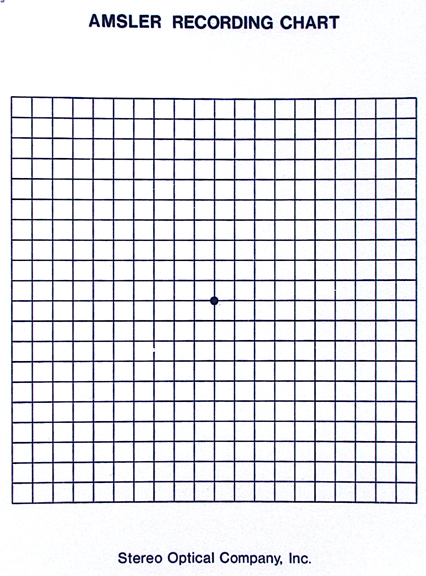 AMSLER RECORDING CHART
Stereo Optical Company, Inc.